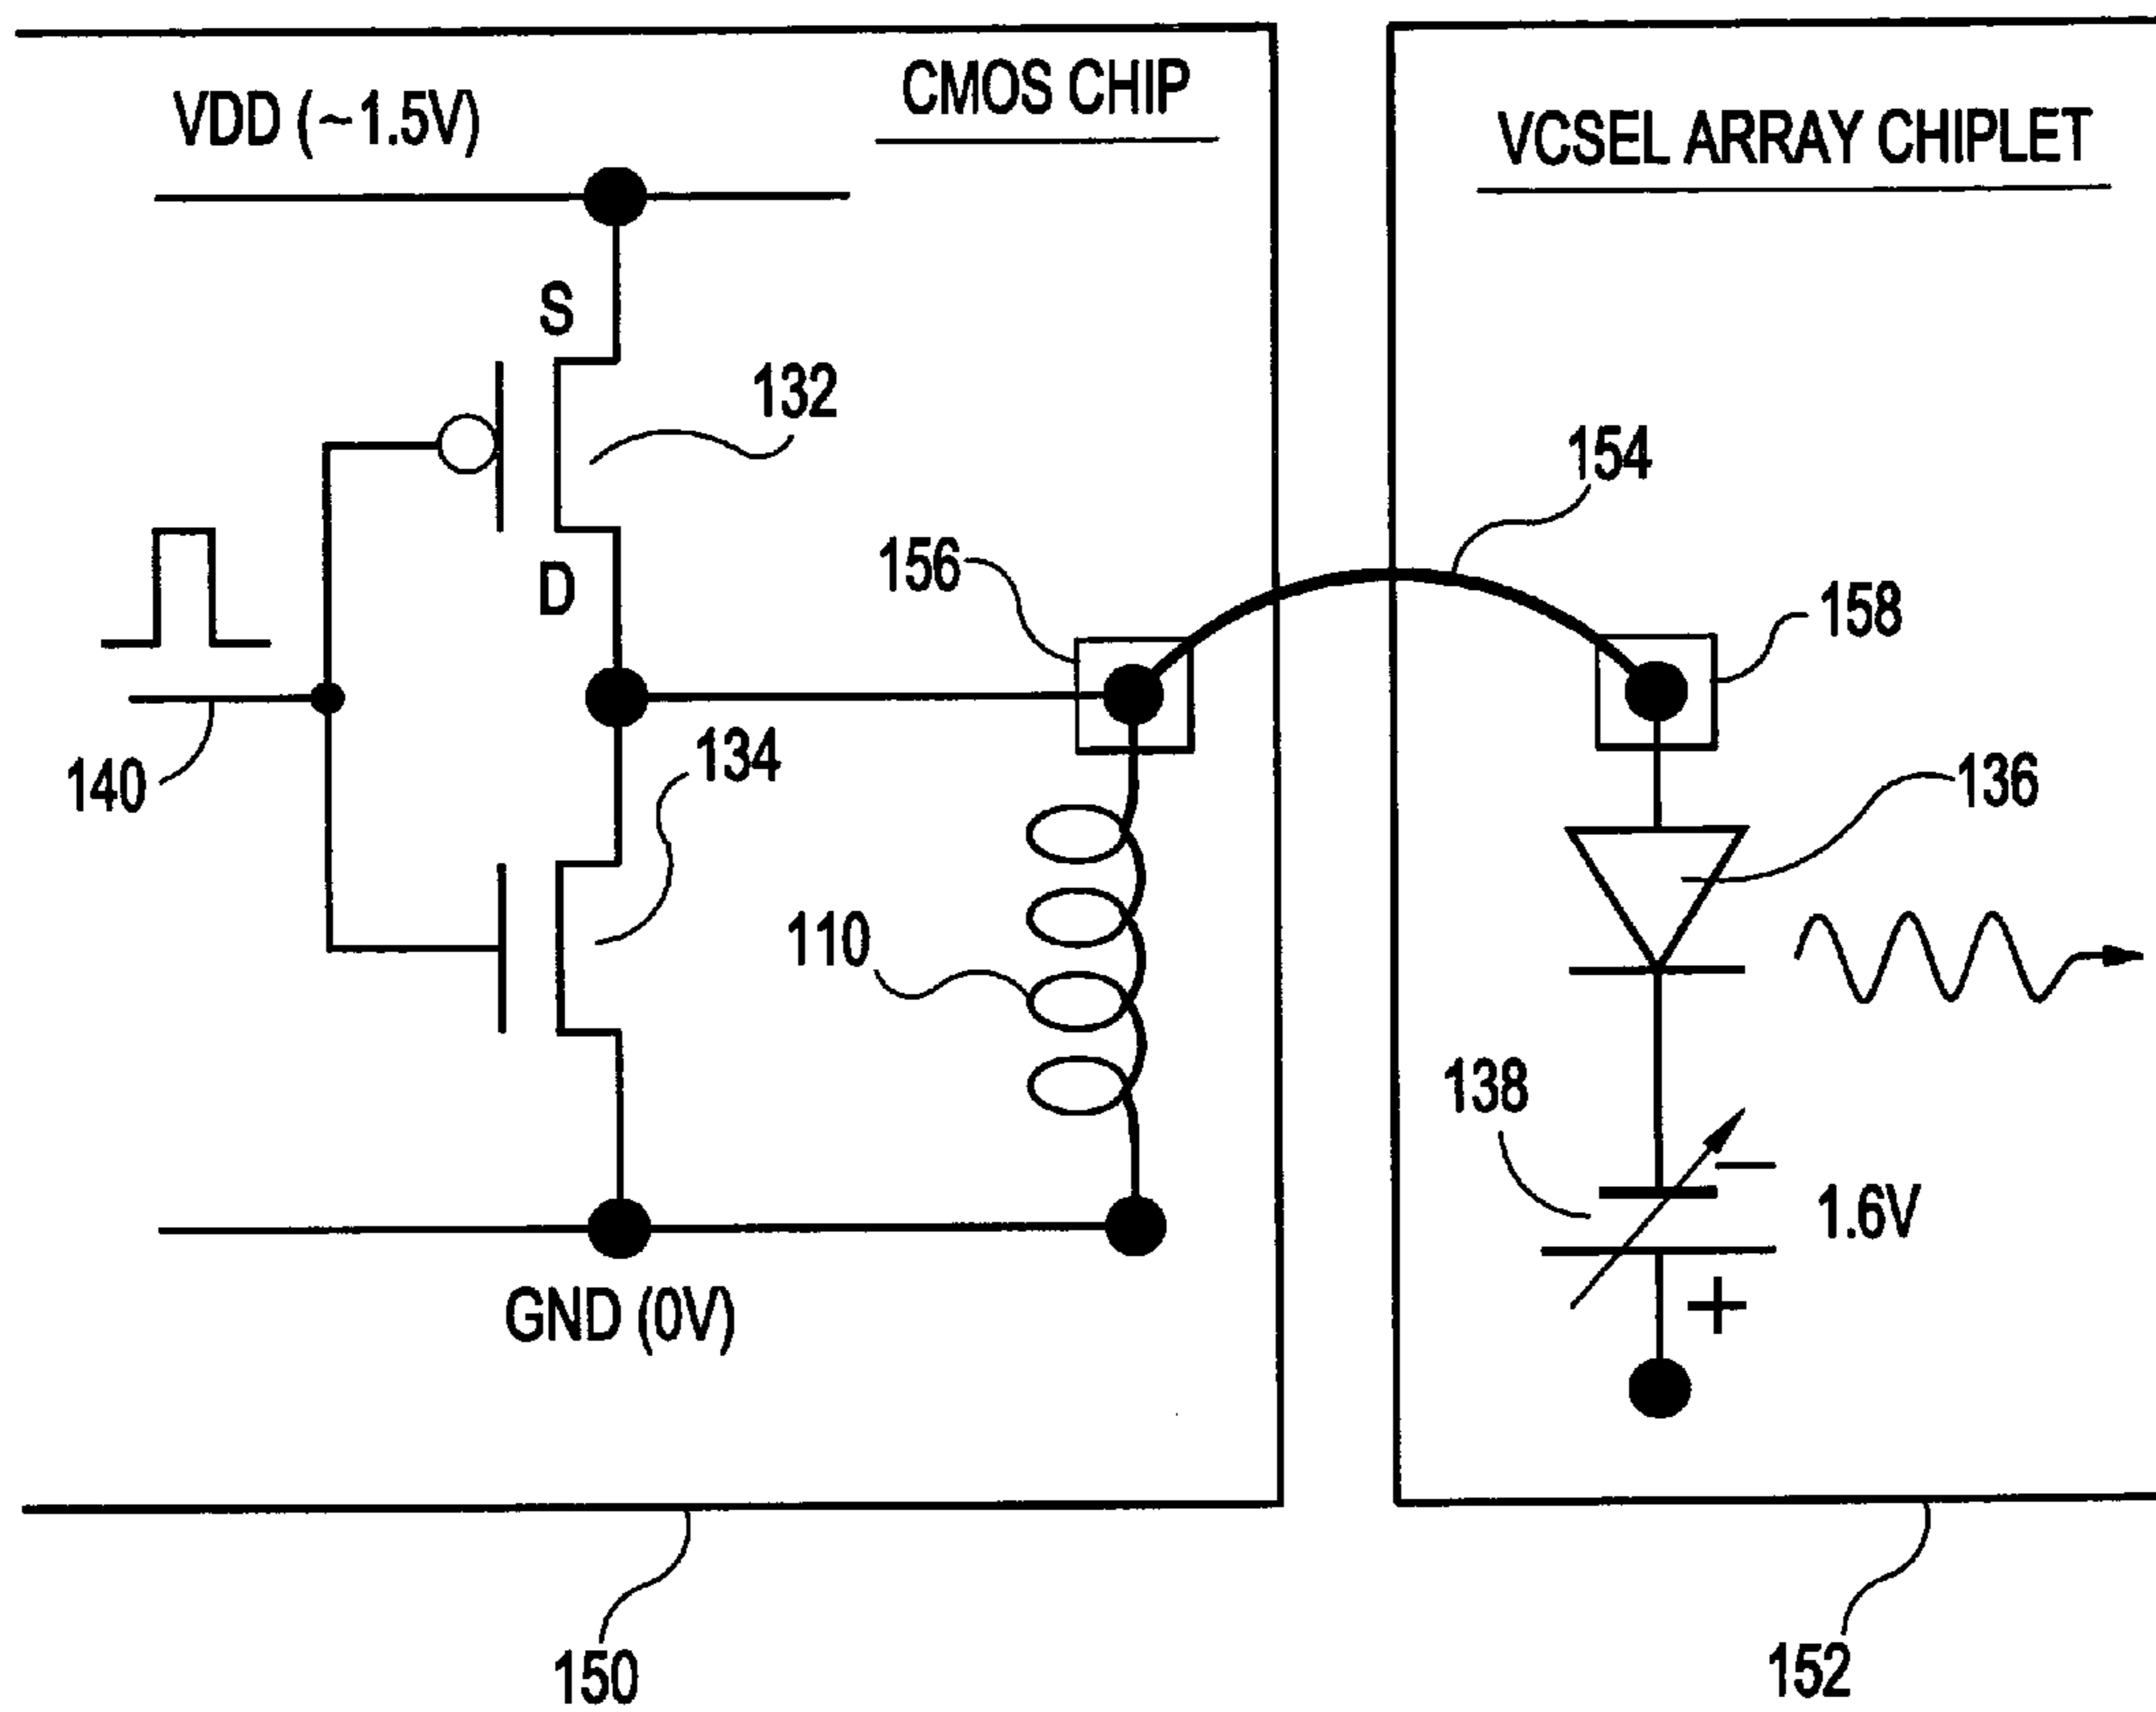 CMOS CHIP
VDD (~1.5V)
VCSEL ARRAY CHIPLET
S
132
154
D
156
158
140
134
136
110
138
−
1.6V
+
GND (0V)
150
152